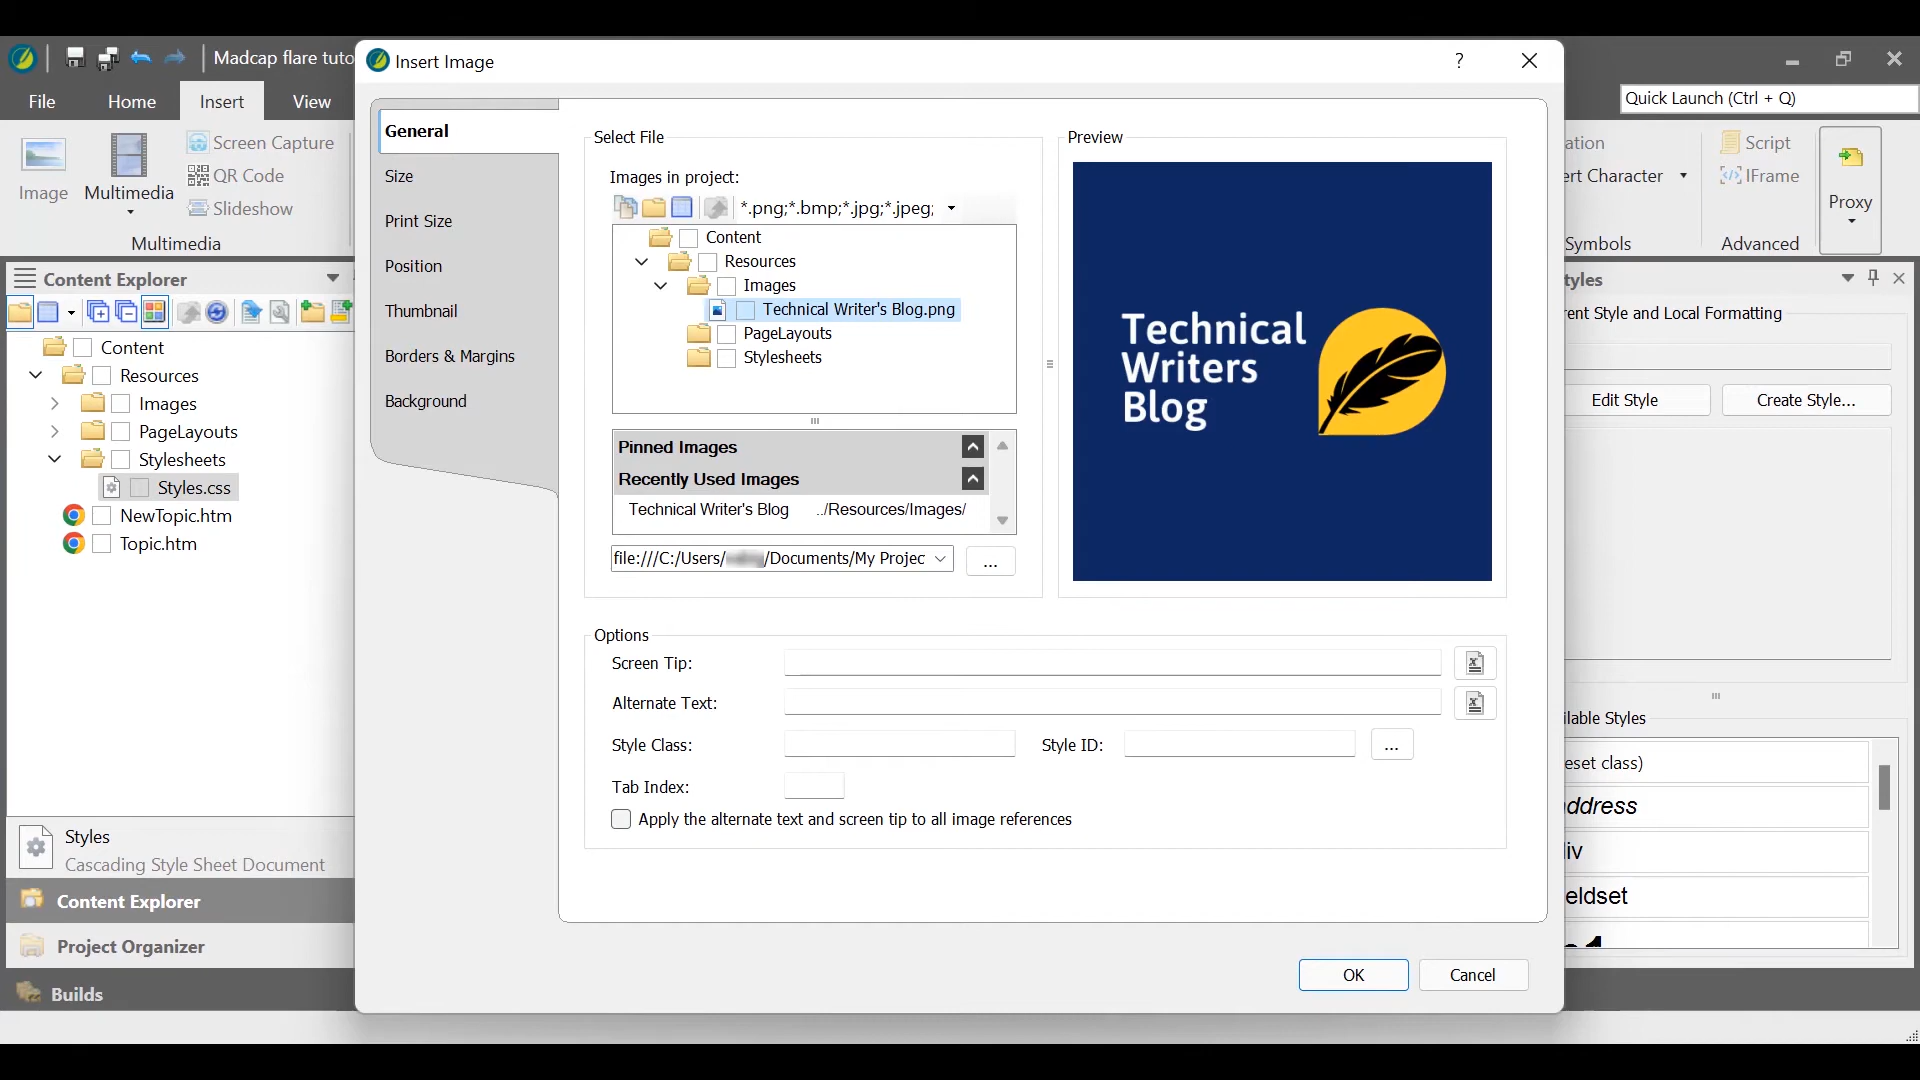 Madcap flare tuto
Insert Image
?
File
Home
Insert
View
Quick Launch (Ctrl + Q)
Image
Multimedia
Screen Capture
QR Code
Slideshow
Multimedia
ation
ert Character
Symbols
Script
IFrame
Advanced
Proxy
Content Explorer
Content
Resources
Images
PageLayouts
Stylesheets
Styles.css
NewTopic.htm
Topic.htm
Styles
Cascading Style Sheet Document
Content Explorer
Project Organizer
Builds
General
Size
Print Size
Position
Thumbnail
Borders & Margins
Background
Select File
Images in project:
*.png;*.bmp;*.jpg;*.jpeg;
Content
Resources
Images
Technical Writer's Blog.png
PageLayouts
Stylesheets
Pinned Images
Recently Used Images
Technical Writer's Blog ../Resources/Images/
file:///C:/Users/ /Documents/My Projec
...
Preview
Technical
Writers
Blog
Options
Screen Tip:
Alternate Text:
Style Class:
Style ID:
...
Tab Index:
Apply the alternate text and screen tip to all image references
OK
Cancel
tyles
rent Style and Local Formatting
Edit Style
Create Style...
ilable Styles
eset class)
ddress
iv
eldset